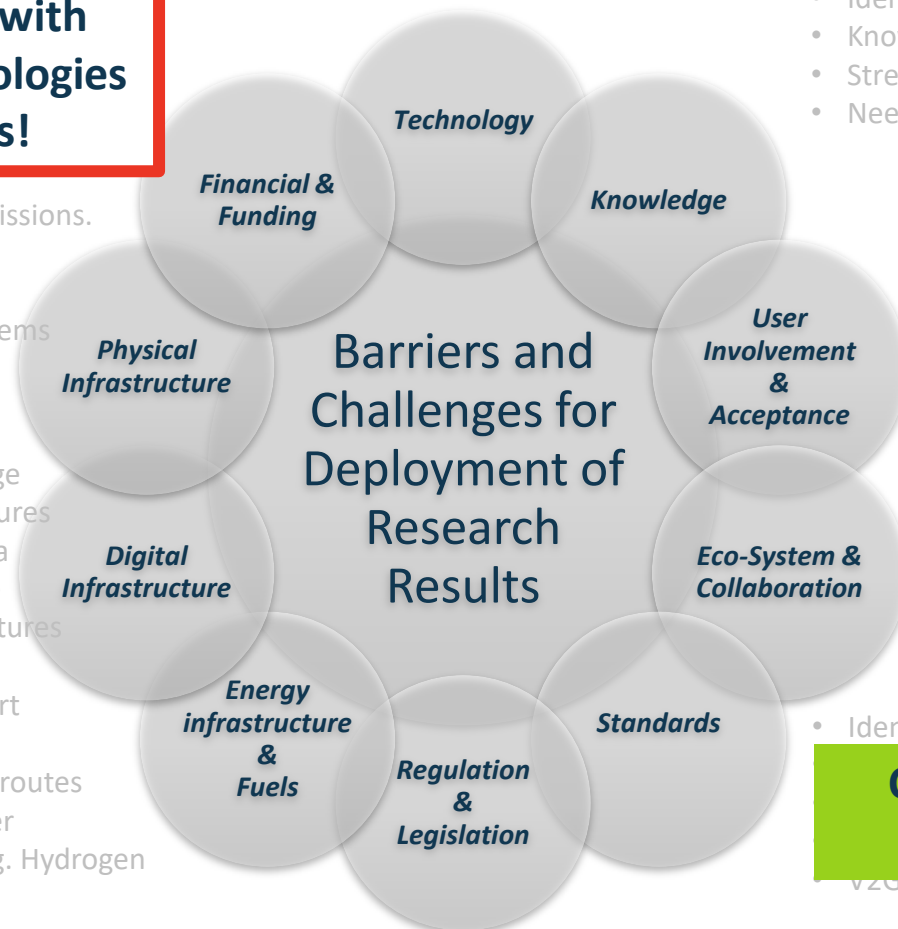 with
ologies
s!
Technology
Financial &
Funding
Knowledge
issions.
User
Involvement
&
Acceptance
ems
Physical
Infrastructure
Barriers and
Challenges for
Deployment of
Research
Results
ge
ures
a
Digital
Infrastructure
Eco-System &
Collaboration
tures
Energy
infrastructure
&
Fuels
rt
Standards
• Iden
routes
er
g. Hydrogen
Regulation
&
Legislation
• Know
• Stre
• Nee
• V2G